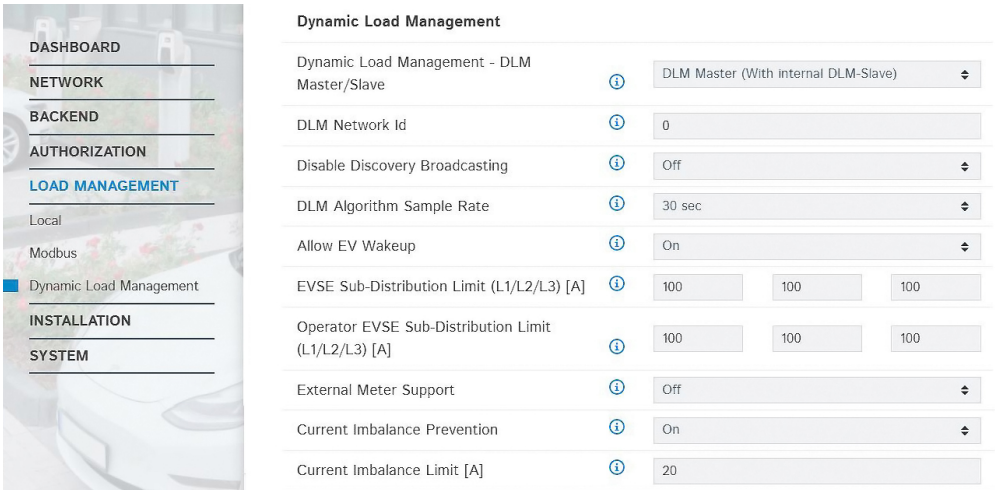 DASHBOARD
NETWORK
BACKEND
AUTHORIZATION
LOAD MANAGEMENT
Local
Modbus
Dynamic Load Management
INSTALLATION
SYSTEM
Dynamic Load Management
Dynamic Load Management - DLM
Master/Slave
DLM Master (With internal DLM-Slave)
DLM Network Id
0
Disable Discovery Broadcasting
Off
DLM Algorithm Sample Rate
30 sec
Allow EV Wakeup
On
EVSE Sub-Distribution Limit (L1/L2/L3) [A]
100 100 100
Operator EVSE Sub-Distribution Limit
(L1/L2/L3) [A]
100 100 100
External Meter Support
Off
Current Imbalance Prevention
On
Current Imbalance Limit [A]
20